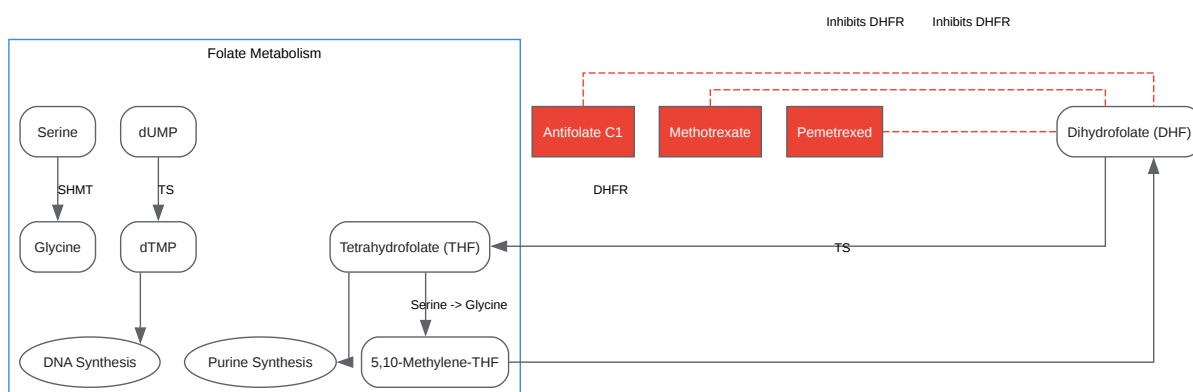 Inhibits DHFR
Inhibits DHFR
Folate Metabolism
Serine
dUMP
Antifolate C1
Methotrexate
Pemetrexed
Dihydrofolate (DHF)
SHMT
TS
DHFR
Glycine
dTMP
Tetrahydrofolate (THF)
TS
Serine -> Glycine
DNA Synthesis
Purine Synthesis
5,10-Methylene-THF